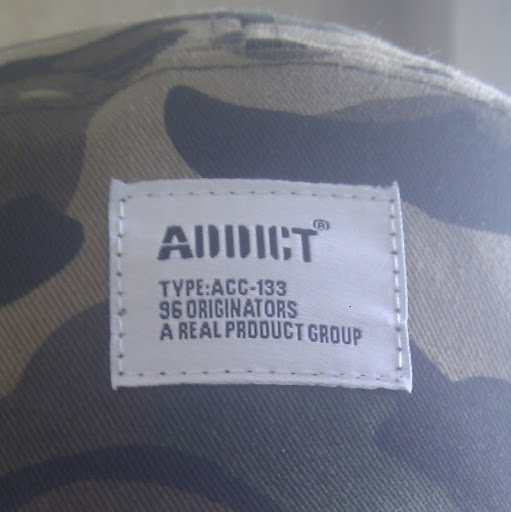 ADDICT®
TYPE:ACC-133
96 ORIGINATORS
A REAL PRODUCT GROUP